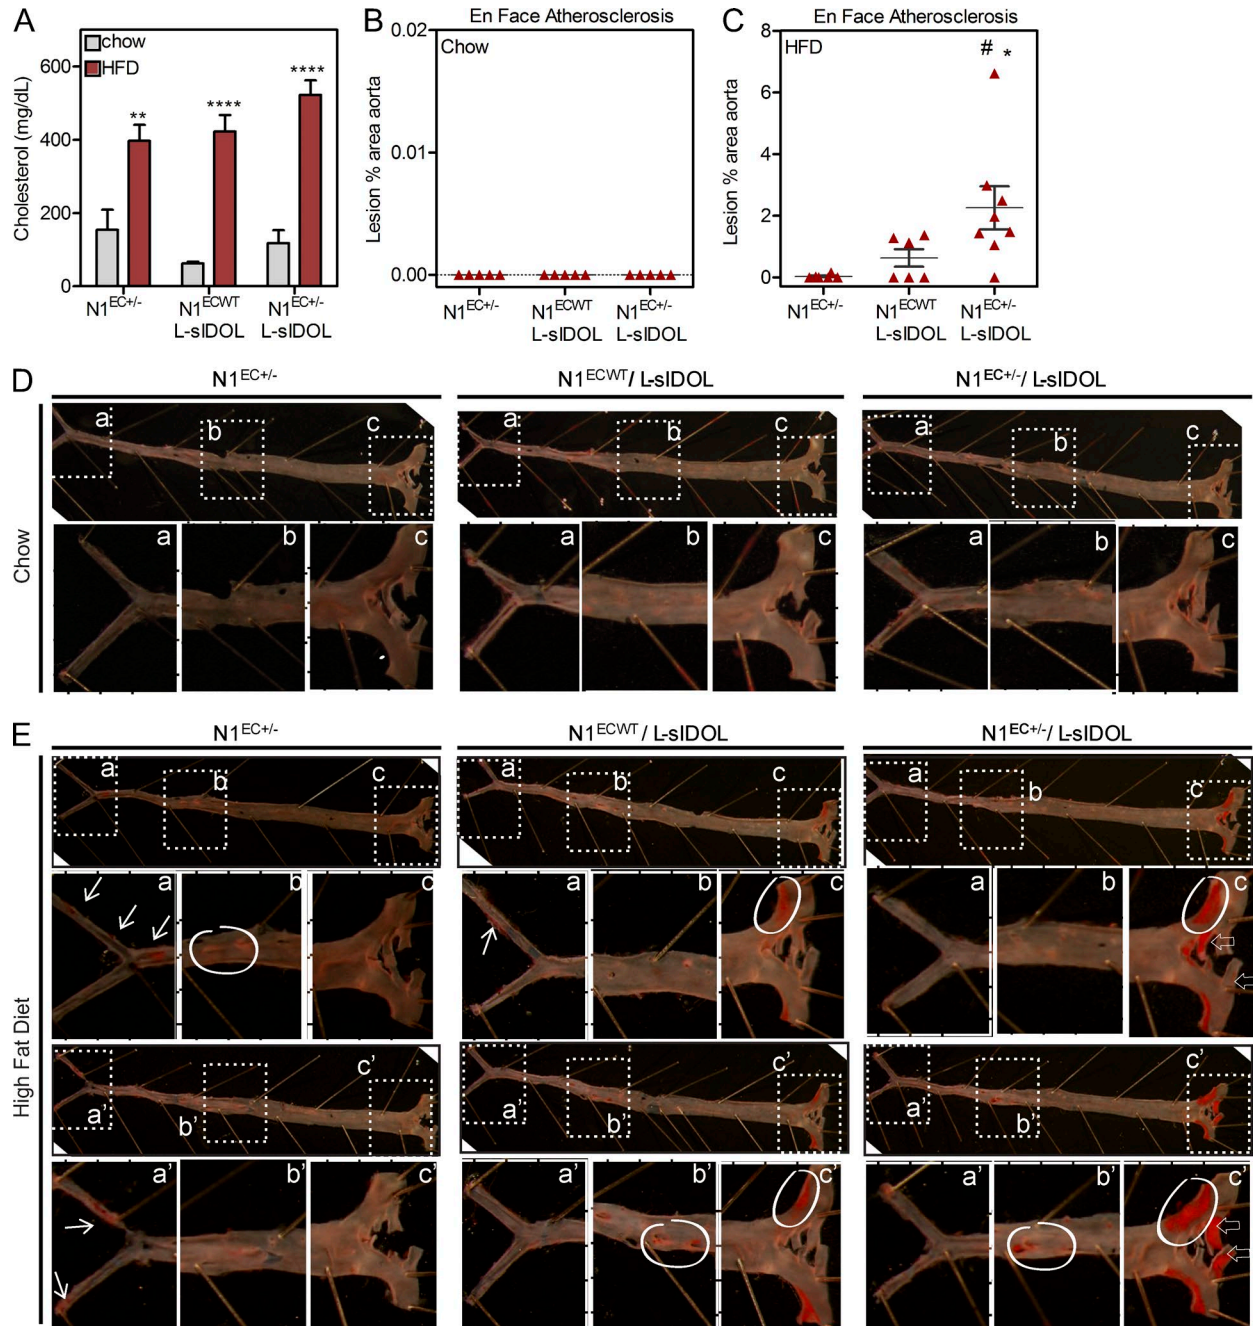 A
chow
HFD
Cholesterol (mg/dL)
600
400
200
0
**
****
****
N1EC+/-
N1ECWT
L-sIDOL
N1EC+/-
L-sIDOL
B
En Face Atherosclerosis
Chow
Lesion % area aorta
0.02
0.01
0.00
N1EC+/-
N1ECWT
L-sIDOL
N1EC+/-
L-sIDOL
C
En Face Atherosclerosis
HFD
# *
Lesion % area aorta
8
6
4
2
0
N1EC+/-
N1ECWT
L-sIDOL
N1EC+/-
L-sIDOL
D
N1EC+/-
N1ECWT/ L-sIDOL
N1EC+/-/ L-sIDOL
Chow
a b c
a b c
a b c
a b c
a b c
a b c
E
N1EC+/-
N1ECWT / L-sIDOL
N1EC+/-/ L-sIDOL
High Fat Diet
a b c
a b c
a b c
a b c
a b c
a b c
a' b' c'
a' b' c'
a' b' c'
a' b' c'
a' b' c'
a' b' c'